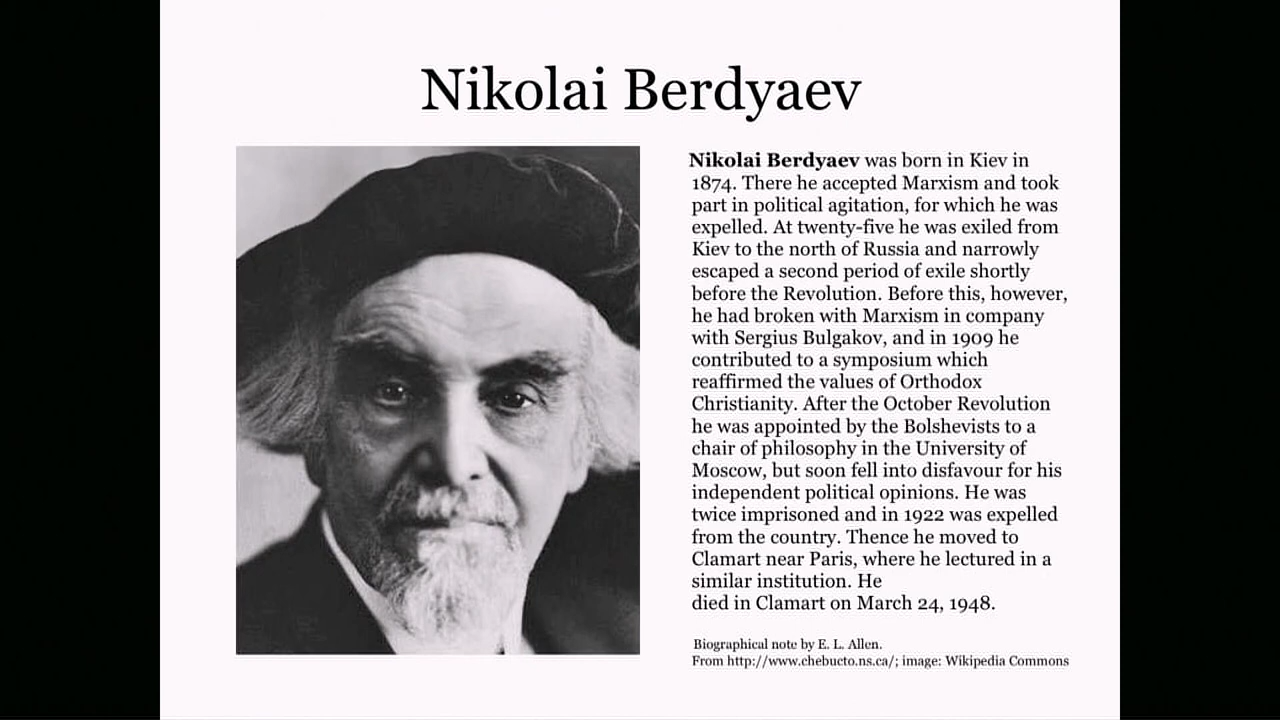 Nikolai Berdyaev
Nikolai Berdyaev was born in Kiev in
1874. There he accepted Marxism and took
part in political agitation, for which he was
expelled. At twenty-five he was exiled from
Kiev to the north of Russia and narrowly
escaped a second period of exile shortly
before the Revolution. Before this, however,
he had broken with Marxism in company
with Sergius Bulgakov, and in 1909 he
contributed to a symposium which
reaffirmed the values of Orthodox
Christianity. After the October Revolution
he was appointed by the Bolshevists to a
chair of philosophy in the University of
Moscow, but soon fell into disfavour for his
independent political opinions. He was
twice imprisoned and in 1922 was expelled
from the country. Thence he moved to
Clamart near Paris, where he lectured in a
similar institution. He
died in Clamart on March 24, 1948.
Biographical note by E. L. Allen.
From http://www.chebucto.ns.ca/; image: Wikipedia Commons